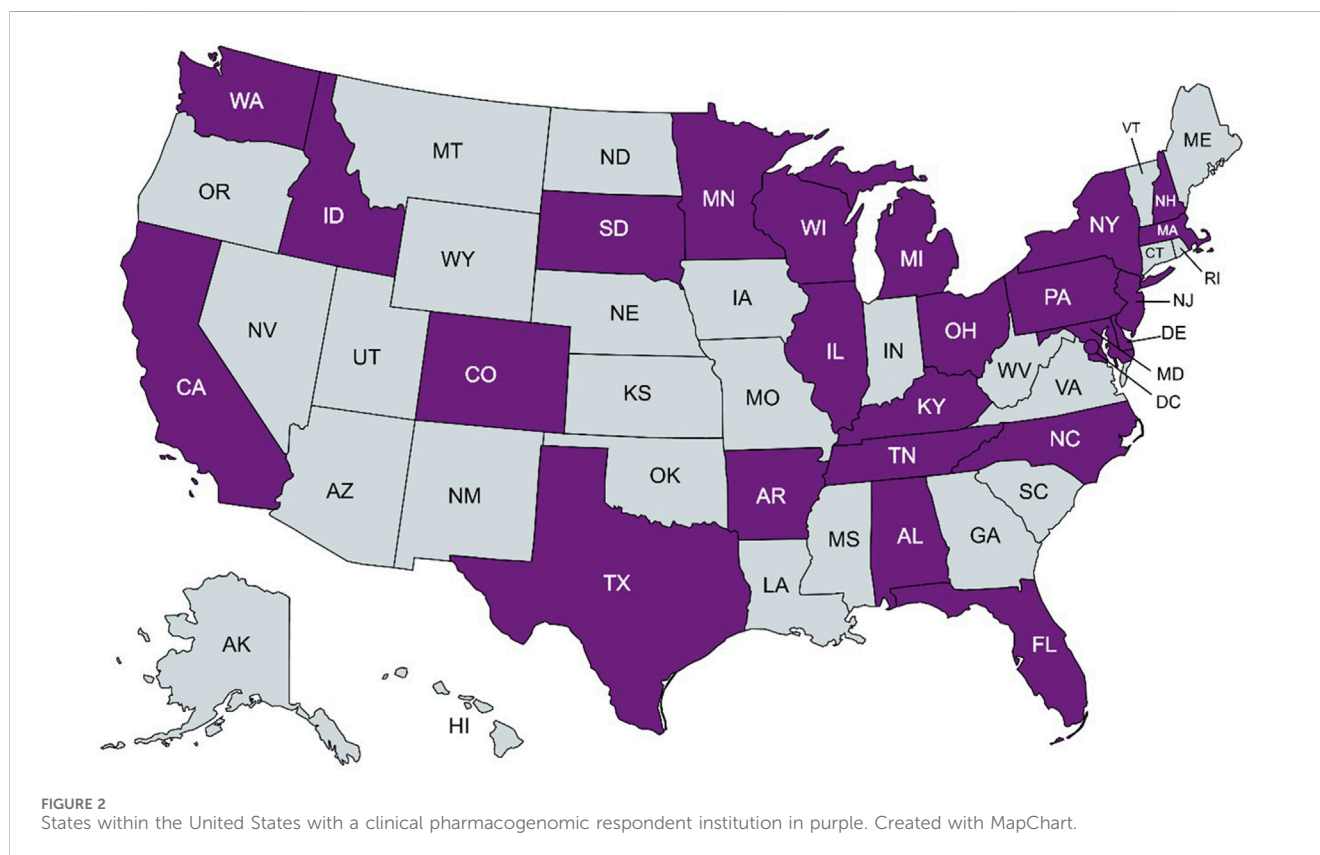 WA
MT
ND
MN
VT
ME
OR
ID
SD
WI
MI
NY
NH
MA
CT
RI
WY
IA
NE
PA
NJ
NV
UT
CO
IL
IN
OH
DE
CA
KS
MO
WV
VA
MD
DC
KY
NC
TN
AZ
NM
OK
AR
SC
MS
AL
GA
TX
LA
AK
HI
FL
FIGURE 2
States within the United States with a clinical pharmacogenomic respondent institution in purple. Created with MapChart.